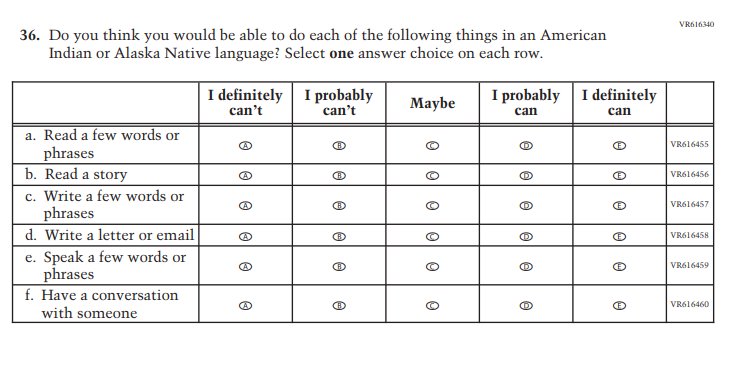 VR616340
36. Do you think you would be able to do each of the following things in an American
Indian or Alaska Native language? Select one answer choice on each row.
I definitely can't I probably can't Maybe I probably can I definitely can
a. Read a few words or
phrases A B C D E VR616455
b. Read a story A B C D E VR616456
c. Write a few words or
phrases A B C D E VR616457
d. Write a letter or email A B C D E VR616458
e. Speak a few words or
phrases A B C D E VR616459
f. Have a conversation
with someone A B C D E VR616460